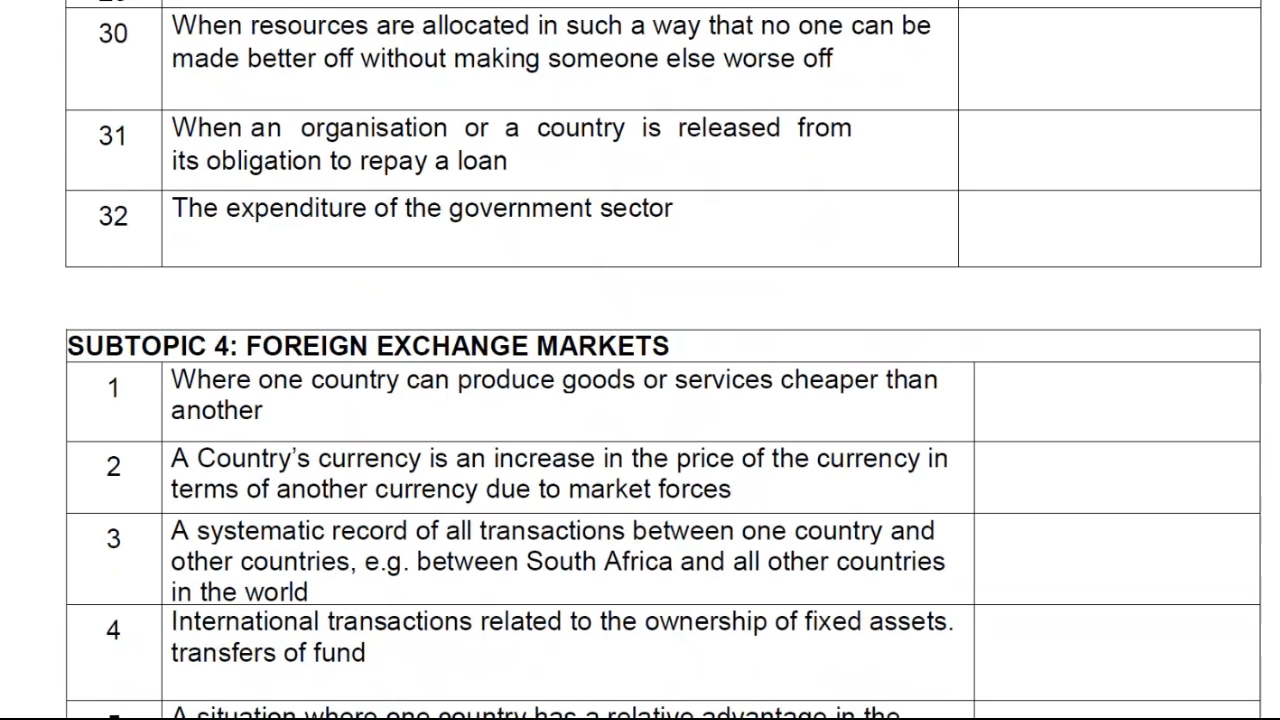 30
When resources are allocated in such a way that no one can be
made better off without making someone else worse off
31
When an organisation or a country is released from
its obligation to repay a loan
32
The expenditure of the government sector
SUBTOPIC 4: FOREIGN EXCHANGE MARKETS
1
Where one country can produce goods or services cheaper than
another
2
A Country’s currency is an increase in the price of the currency in
terms of another currency due to market forces
3
A systematic record of all transactions between one country and
other countries, e.g. between South Africa and all other countries
in the world
4
International transactions related to the ownership of fixed assets.
transfers of fund
A situation where one country has a relative advantage in the